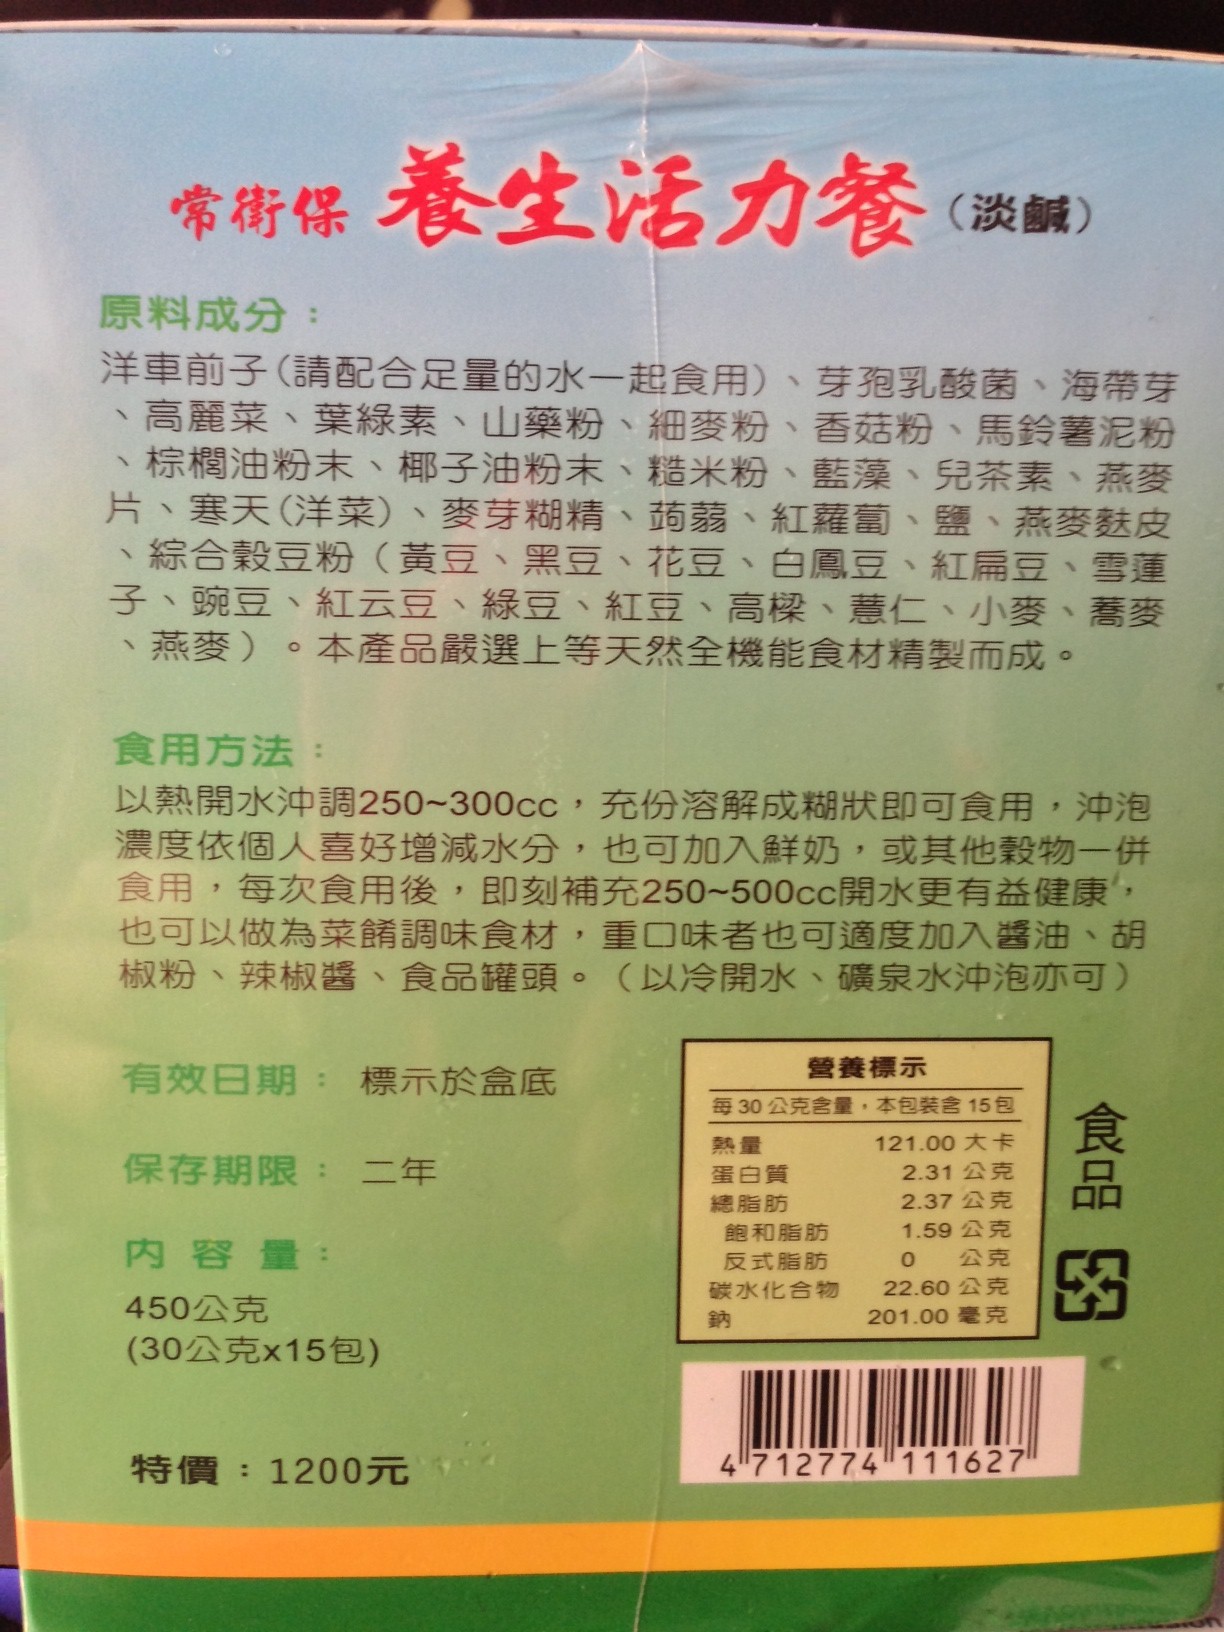 常衛保 養生活力餐（淡鹹）
原料成分：
洋車前子(請配合足量的水一起食用)、芽孢乳酸菌、海帶芽
、高麗菜、葉綠素、山藥粉、細麥粉、香菇粉、馬鈴薯泥粉
、棕櫚油粉末、椰子油粉末、糙米粉、藍藻、兒茶素、燕麥
片、寒天(洋菜)、麥芽糊精、蒟蒻、紅蘿蔔、鹽、燕麥麩皮
、綜合穀豆粉（黃豆、黑豆、花豆、白鳳豆、紅扁豆、雪蓮
子、豌豆、紅云豆、綠豆、紅豆、高樑、薏仁、小麥、蕎麥
、燕麥）。本產品嚴選上等天然全機能食材精製而成。
食用方法：
以熱開水沖調250~300cc，充份溶解成糊狀即可食用，沖泡
濃度依個人喜好增減水分，也可加入鮮奶，或其他穀物一併
食用，每次食用後，即刻補充250~500cc開水更有益健康，
也可以做為菜餚調味食材，重口味者也可適度加入醬油、胡
椒粉、辣椒醬、食品罐頭。（以冷開水、礦泉水沖泡亦可）
有效日期：標示於盒底
保存期限：二年
內容量：
450公克
(30公克x15包)
特價：1200元
營養標示
每30公克含量，本包裝含15包
熱量 121.00 大卡
蛋白質 2.31 公克
總脂肪 2.37 公克
飽和脂肪 1.59 公克
反式脂肪 0 公克
碳水化合物 22.60 公克
鈉 201.00 毫克
食品
4 712774 111627